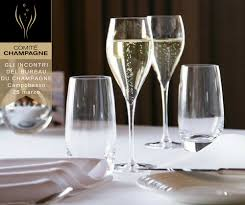 COMITÉ
CHAMPAGNE
GLI INCONTRI
DEL BUREAU
DU CHAMPAGNE
Campobasso
25 marzo